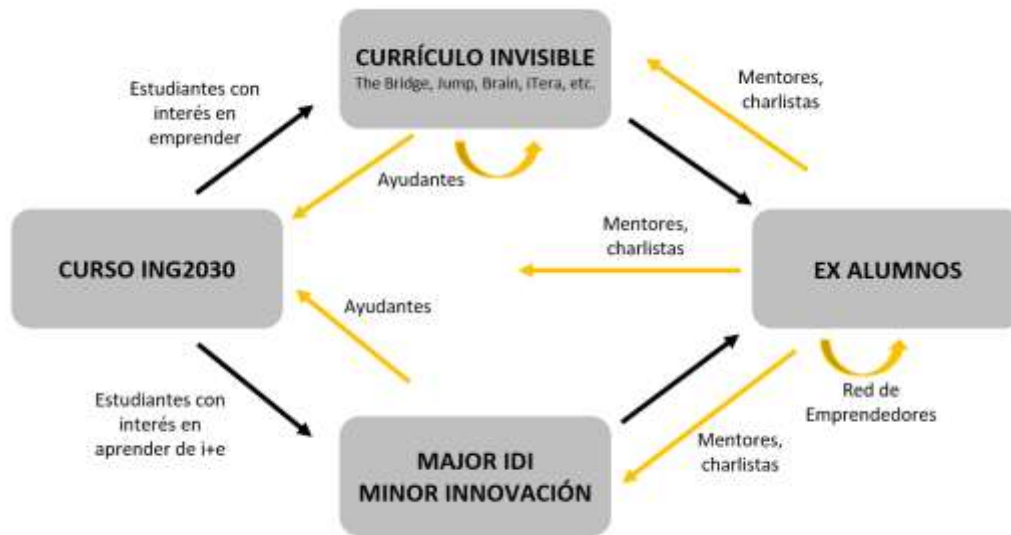 CURRÍCULO INVISIBLE
The Bridge, Jump, Brain, iTera, etc.
Estudiantes con
interés en
emprender
Mentores,
charlistas
Ayudantes
CURSO ING2030
Mentores,
charlistas
EX ALUMNOS
Ayudantes
Estudiantes con
interés en
aprender de i+e
Red de
Emprendedores
MAJOR IDI
MINOR INNOVACIÓN
Mentores,
charlistas